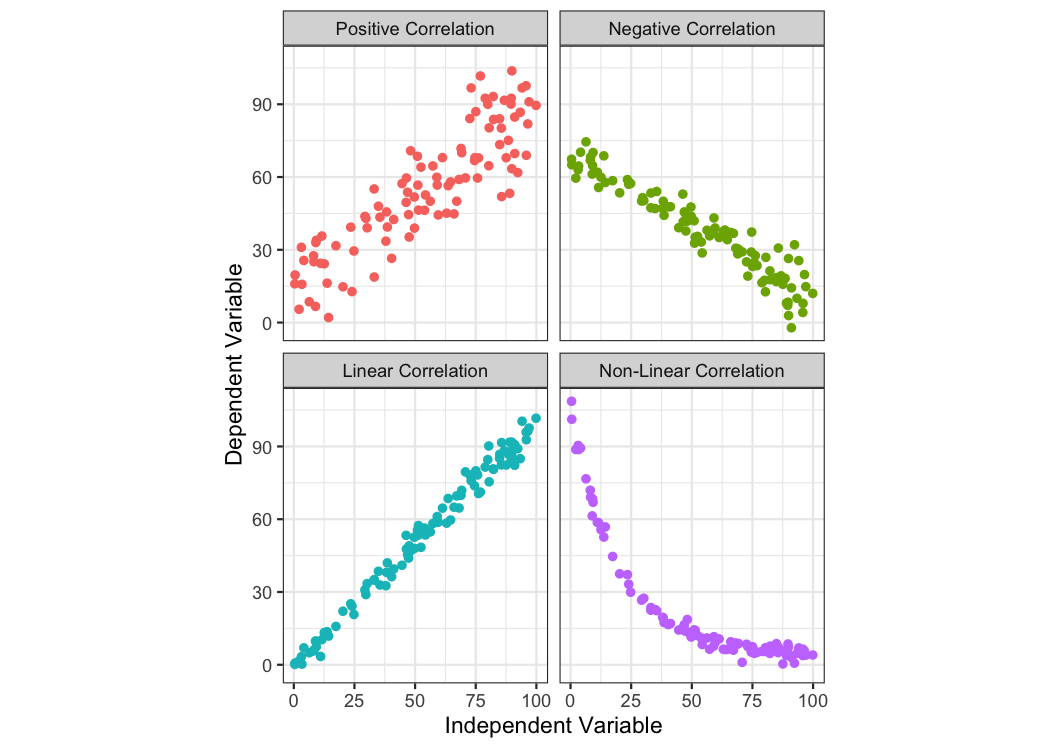 Positive Correlation
Negative Correlation
90
60
30
0
Dependent Variable
Linear Correlation
Non-Linear Correlation
90
60
30
0
0 25 50 75 100
0 25 50 75 100
Independent Variable